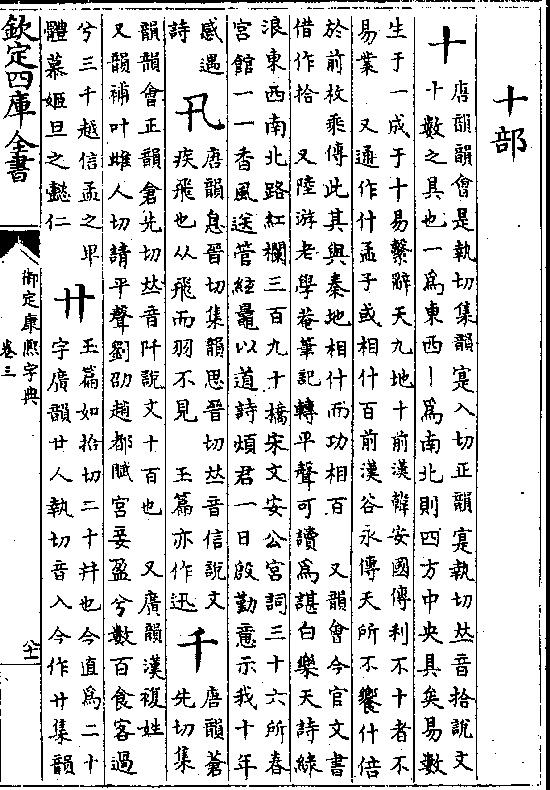 十部
十 唐韻韻會是執切集韻寔入切正韻寔執切𠀤音拾說文
十數之具也一爲東西丨爲南北則四方中央具矣易數
生于一成于十易繫辭天九地十前漢韓安國傳利不十者不
易業 又通作什孟子或相什百前漢谷永傳天所不饗什倍
於前枚乘傳此其與秦地相什而功相百 又韻會今官文書
借作拾 又陸游老學菴筆記轉平聲可讀爲諶白樂天詩綠
浪東西南北路紅欄三百九十橋宋文安公宮詞三十六所春
宮館一一香風送管絃鼂以道詩煩君一日殷勤意示我十年
感遇詩
卂 唐韻息晉切集韻思晉切𠀤音信說文
疾飛也从飛而羽不見 玉篇亦作迅
千 唐韻蒼先切集
韻韻會正韻倉先切𠀤音阡說文十百也 又廣韻漢複姓
又韻補叶雌人切請平聲劉劭趙都賦宮妾盈兮數百食客過
兮三千越信孟之𤰞體慕姬旦之懿仁
廿 玉篇如拾切二十幷也今直爲二十
字廣韻廿人執切音入今作廿集韻
欽定四庫全書
御定康熙字典
卷三